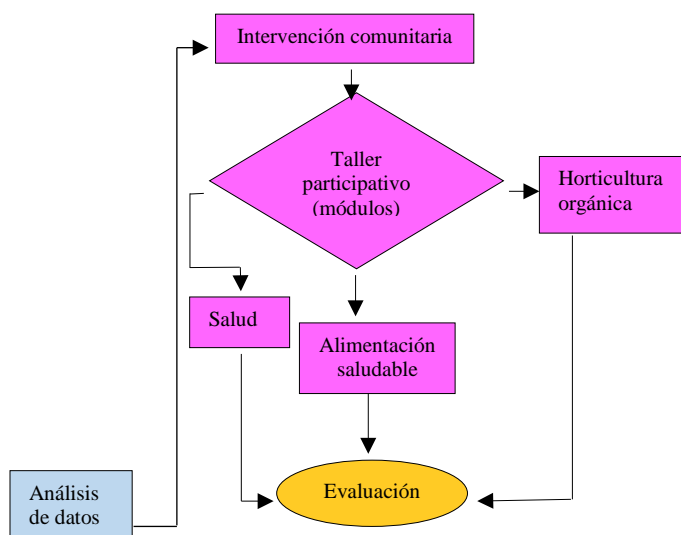 Intervención comunitaria
Taller
participativo
(módulos)
Horticultura
orgánica
Salud
Alimentación
saludable
Evaluación
Análisis
de datos